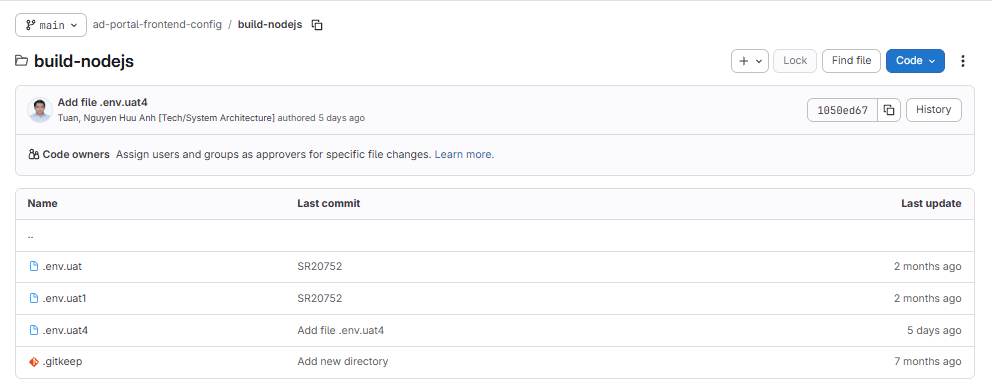 main ad-portal-frontend-config / build-nodejs
build-nodejs Lock Find file Code
Add file .env.uat4
Tuan, Nguyen Huu Anh [Tech/System Architecture] authored 5 days ago
1050ed67 History
Code owners Assign users and groups as approvers for specific file changes. Learn more.
Name Last commit Last update
..
.env.uat SR20752 2 months ago
.env.uat1 SR20752 2 months ago
.env.uat4 Add file .env.uat4 5 days ago
.gitkeep Add new directory 7 months ago